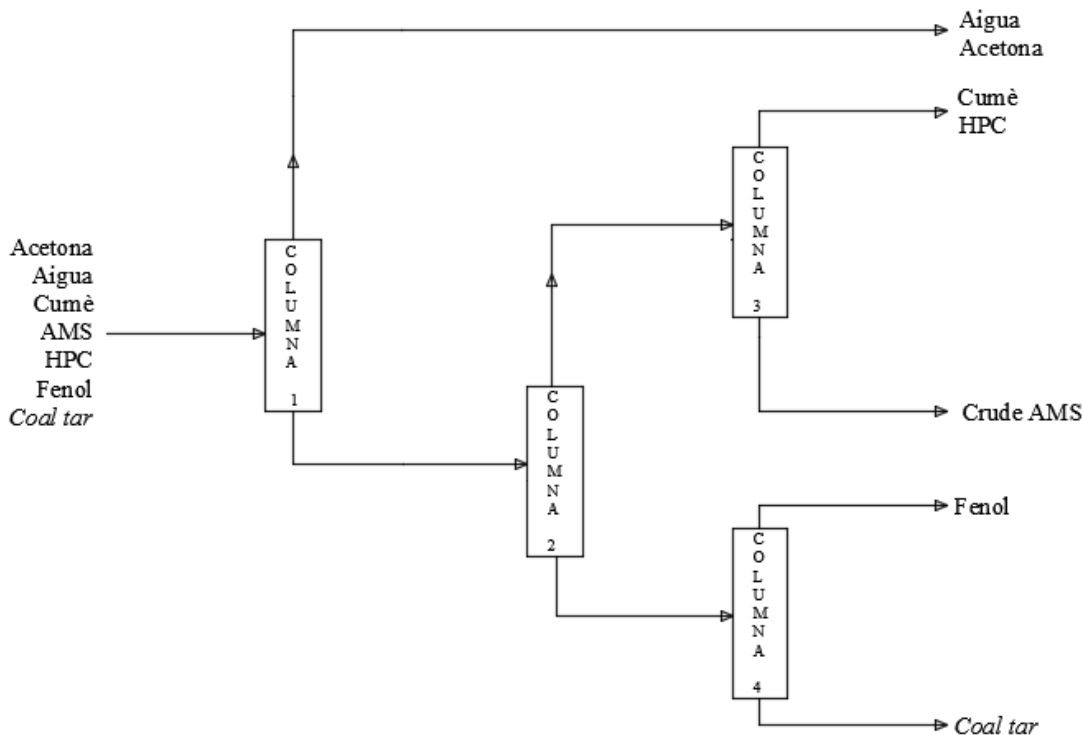 Aigua
Acetona
Cumè
HPC
COLUMNA 3
Acetona
Aigua
Cumè
AMS
HPC
Fenol
Coal tar
COLUMNA 1
Crude AMS
COLUMNA 2
Fenol
COLUMNA 4
Coal tar